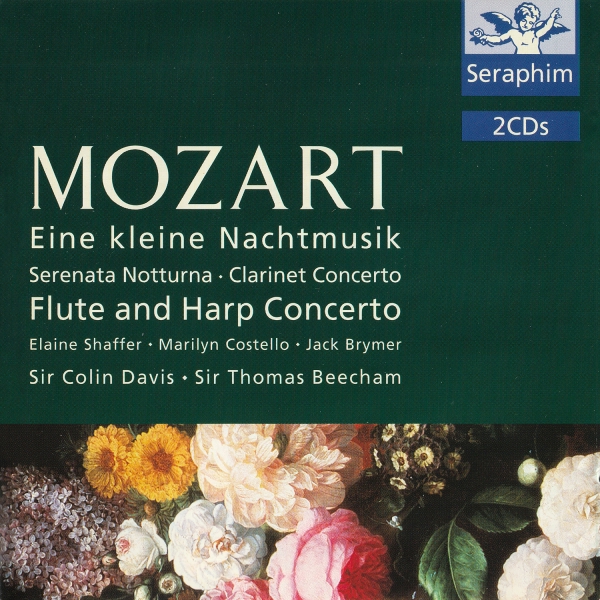 Seraphim
2CDs
MOZART
Eine kleine Nachtmusik
Serenata Notturna · Clarinet Concerto
Flute and Harp Concerto
Elaine Shaffer · Marilyn Costello · Jack Brymer
Sir Colin Davis · Sir Thomas Beecham